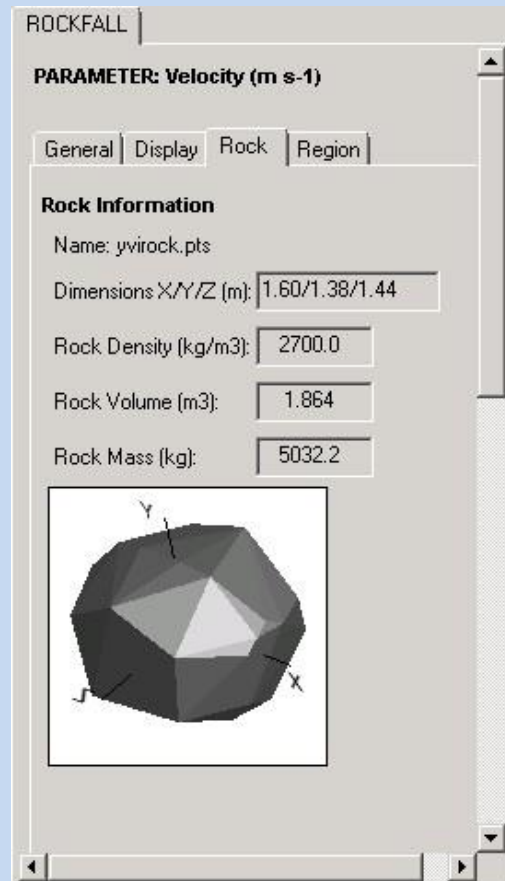 ROCKFALL
PARAMETER: Velocity (m s-1)
General Display Rock Region
Rock Information
Name: yvirock.pts
Dimensions X/Y/Z (m): 1.60/1.38/1.44
Rock Density (kg/m3): 2700.0
Rock Volume (m3): 1.864
Rock Mass (kg): 5032.2
Y
Z
X